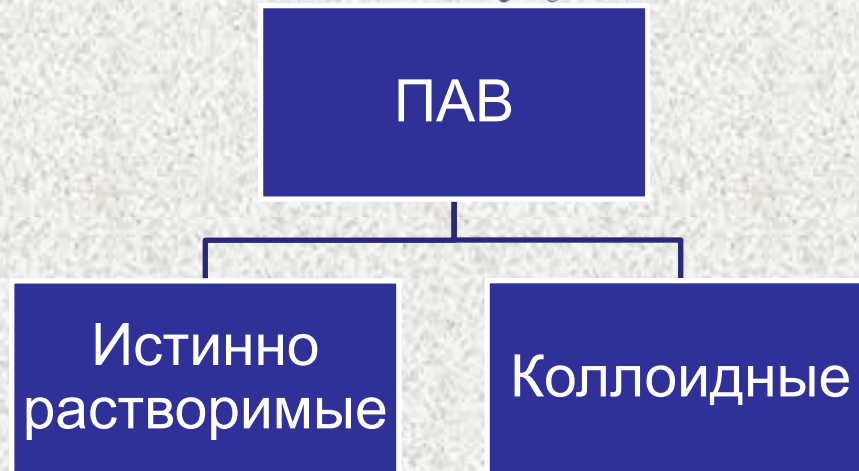 ПАВ
Истинно
растворимые
Коллоидные